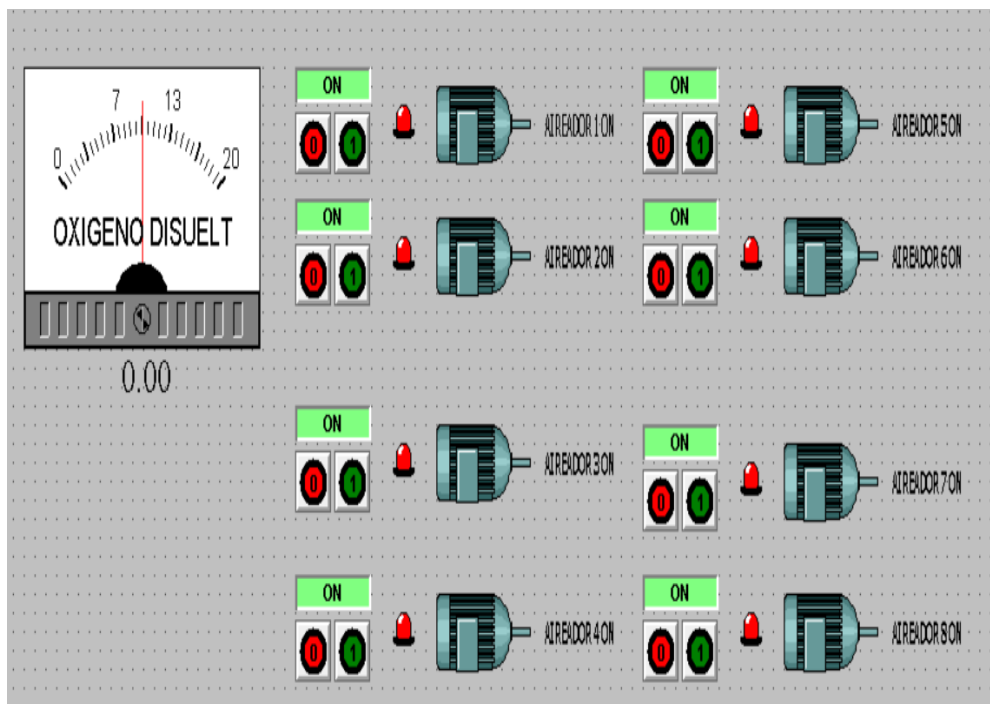 7 13
0 20
OXIGENO DISUELT
0.00
ON
0 1
AIREADOR 1 ON
ON
0 1
AIREADOR 2 ON
ON
0 1
AIREADOR 3 ON
ON
0 1
AIREADOR 4 ON
ON
0 1
AIREADOR 5 ON
ON
0 1
AIREADOR 6 ON
ON
0 1
AIREADOR 7 ON
ON
0 1
AIREADOR 8 ON